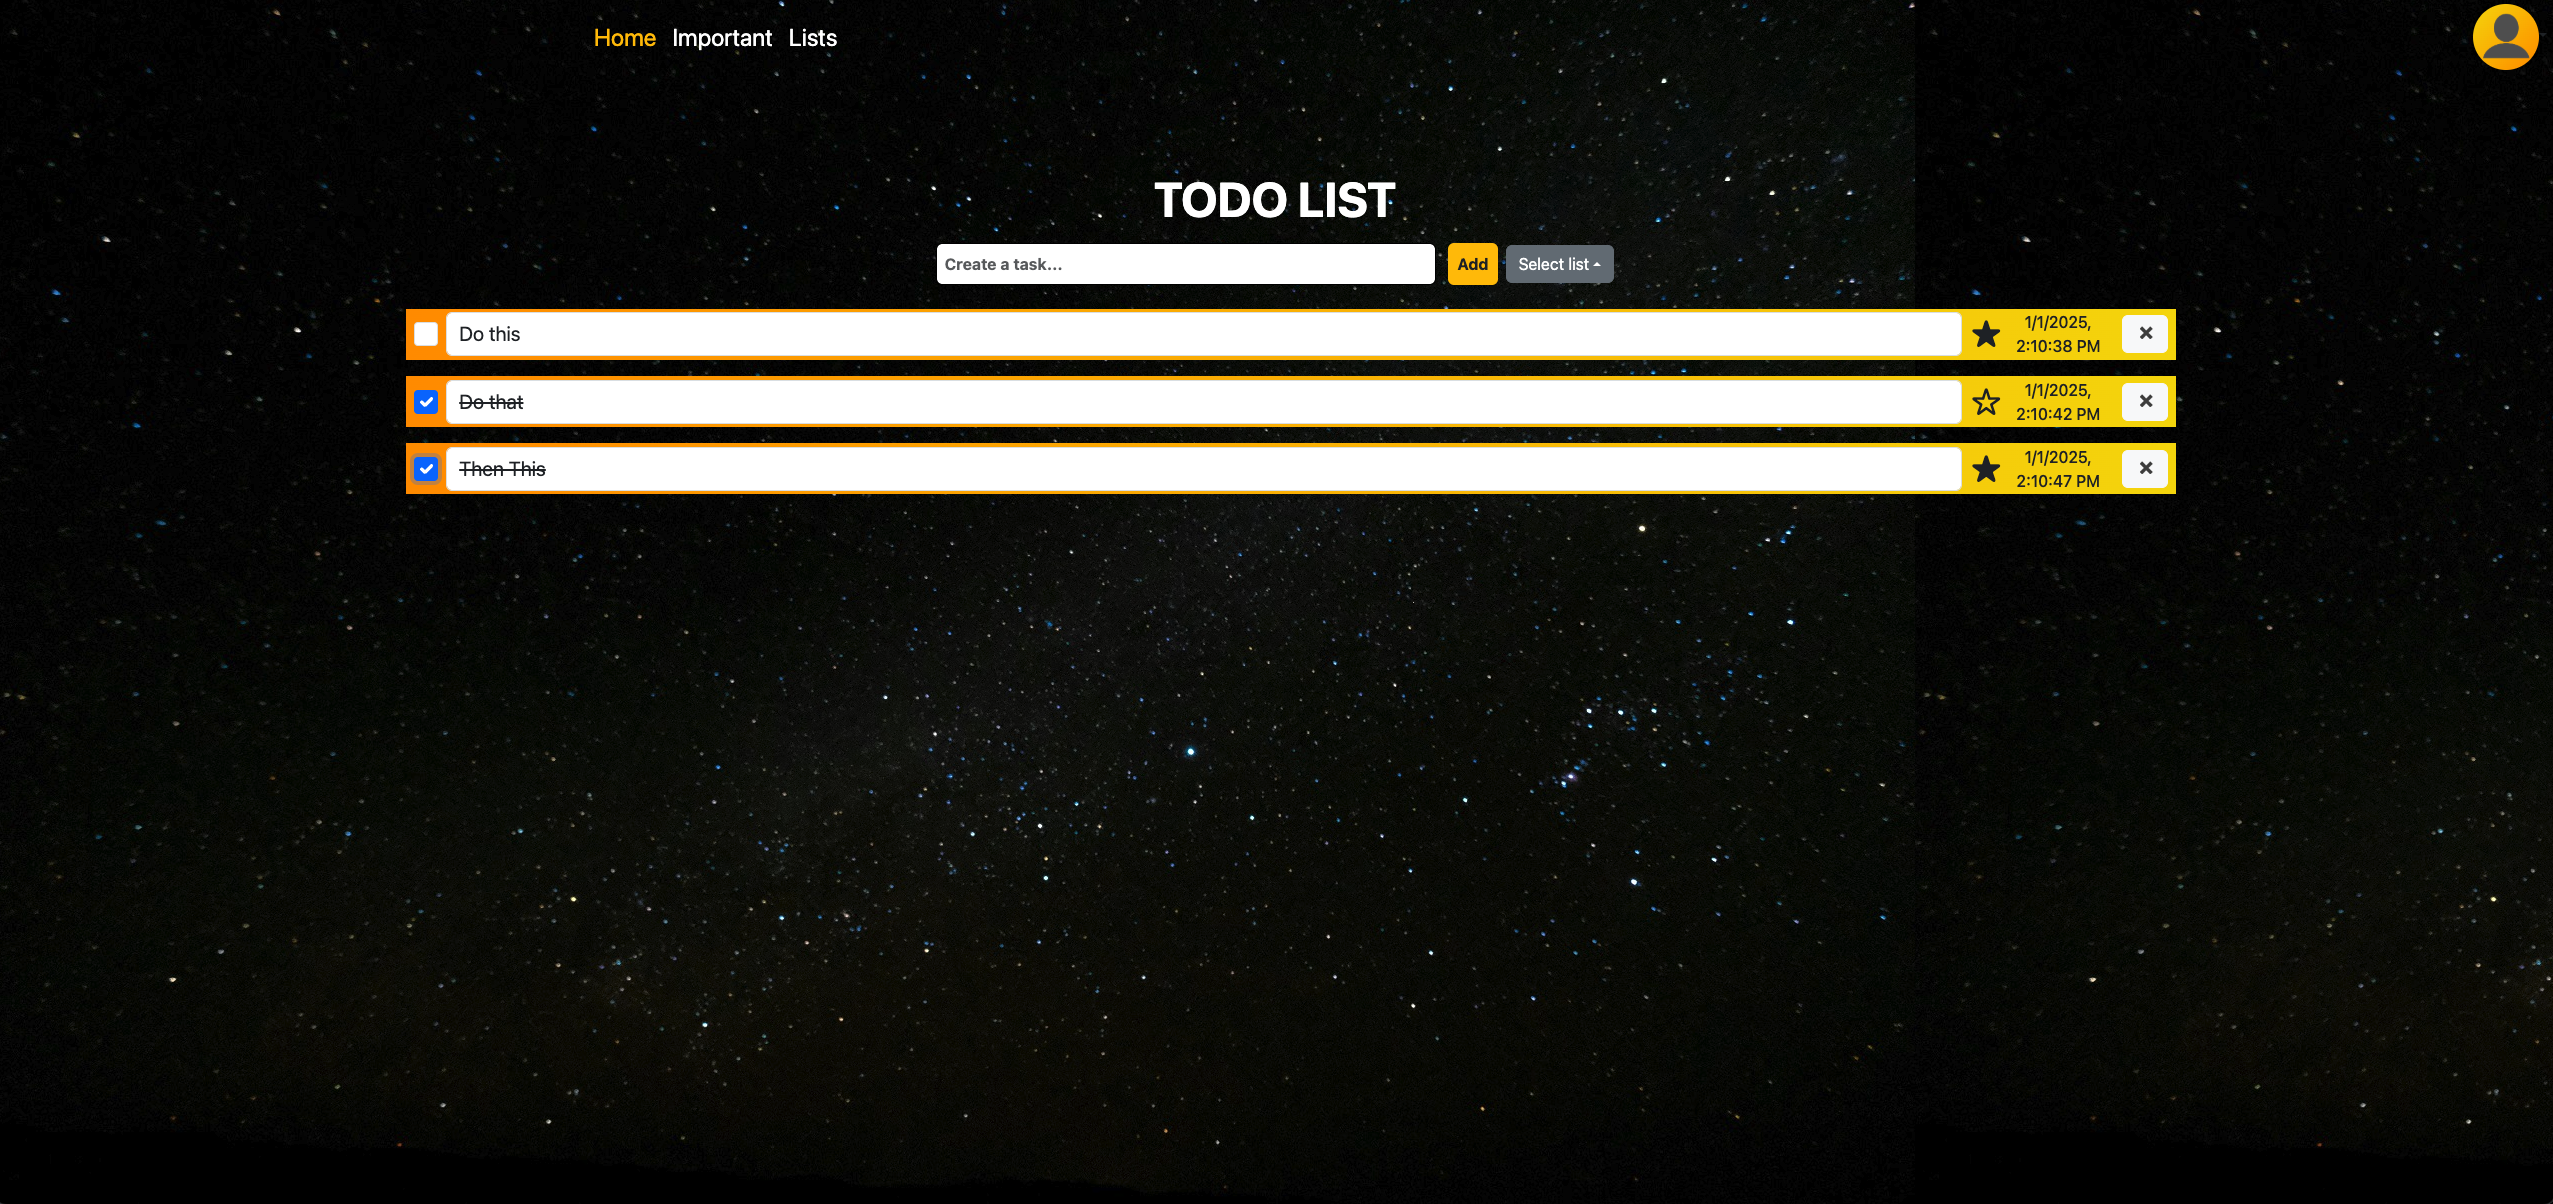 Home Important Lists
TODO LIST
Create a task...
Add
Select list
Do this
1/1/2025,
2:10:38 PM
Do that
1/1/2025,
2:10:42 PM
Then This
1/1/2025,
2:10:47 PM